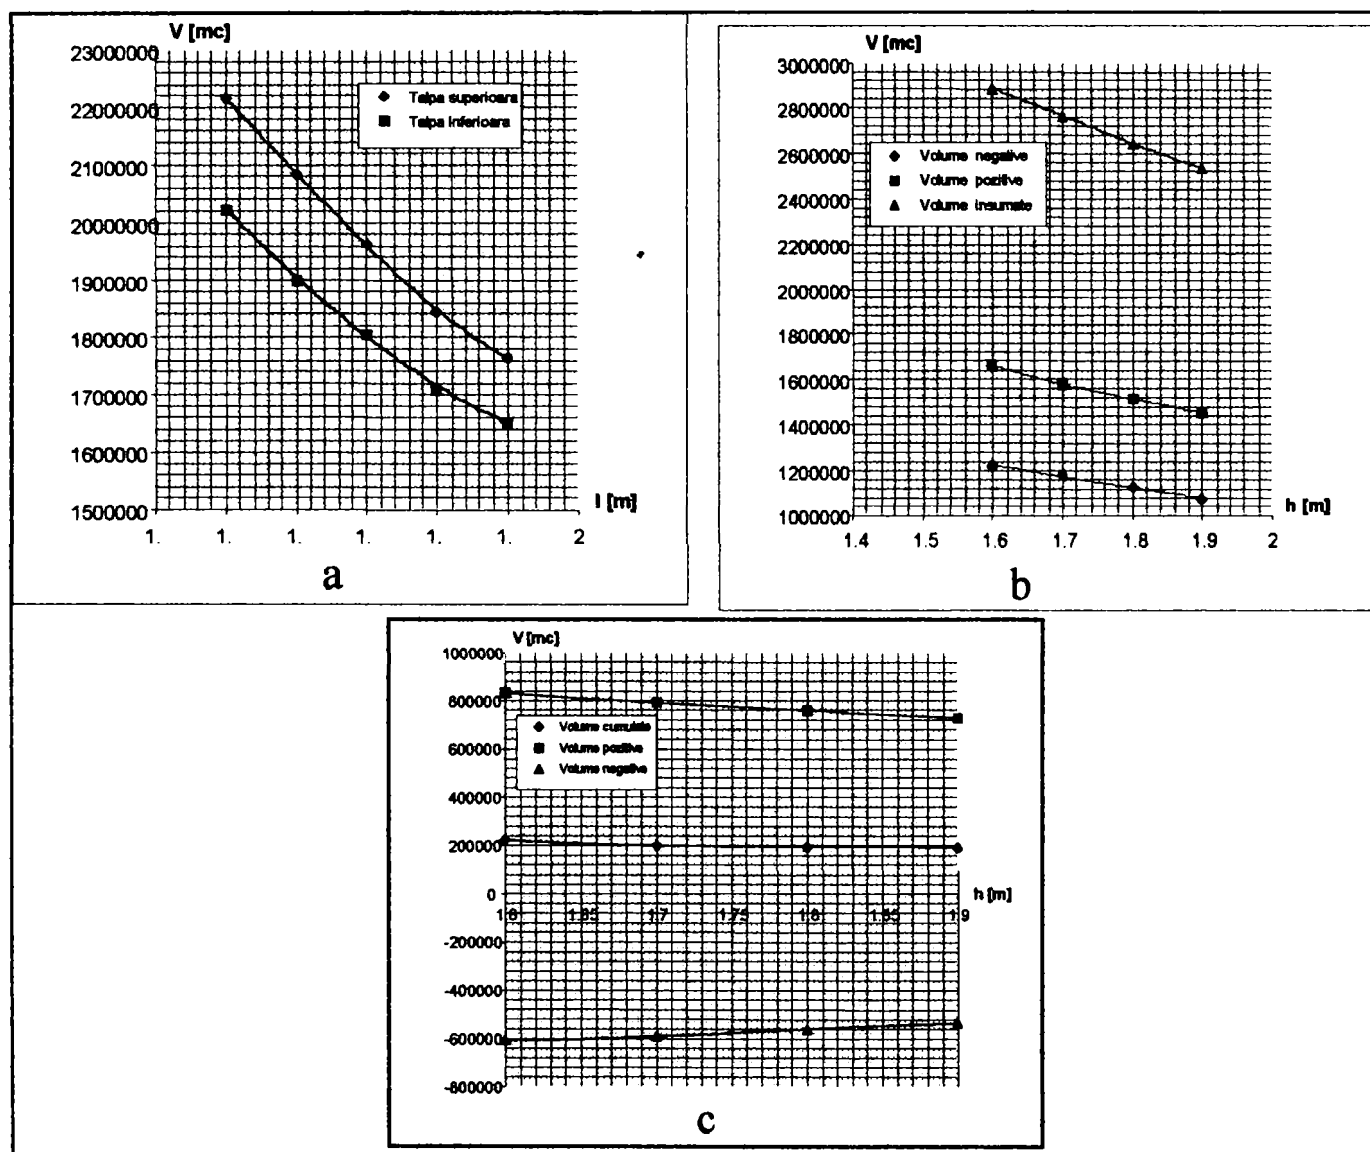 V [mc]
23000000
22000000
21000000
20000000
19000000
18000000
17000000
16000000
15000000
Talpa superioara
Talpa inferioara
l [m]
1. 1. 1. 1. 1. 1. 2
a
V [mc]
3000000
2800000
2600000
2400000
2200000
2000000
1800000
1600000
1400000
1200000
1000000
Volume negative
Volume pozitive
Volume insumate
h [m]
1.4 1.5 1.6 1.7 1.8 1.9 2
b
V [mc]
1000000
800000
600000
400000
200000
0
-200000
-400000
-600000
-800000
Volume cumulate
Volume pozitive
Volume negative
h [m]
1.6 1.65 1.7 1.75 1.8 1.85 1.9
c